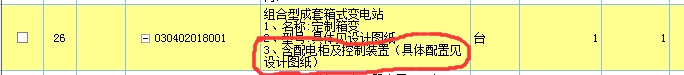 组合型成套箱式变电站
1、名称:定制箱变
26 030402018001 2、型号:具体见设计图纸 台 1 1
3、含配电柜及控制装置（具体配置见
设计图纸）